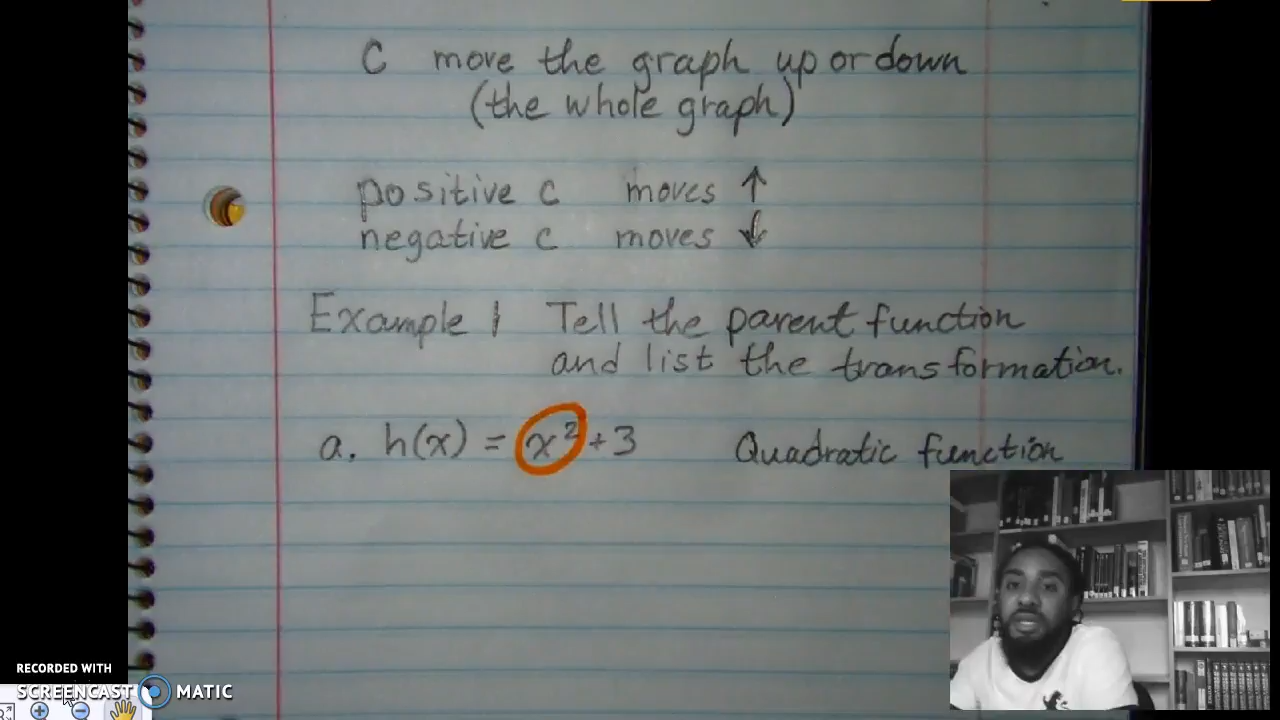 C move the graph up or down
(the whole graph)
positive c moves ↑
negative c moves ↓
Example 1 Tell the parent function
and list the transformation.
a. h(x) = x² + 3 Quadratic function
RECORDED WITH
SCREENCAST MATIC